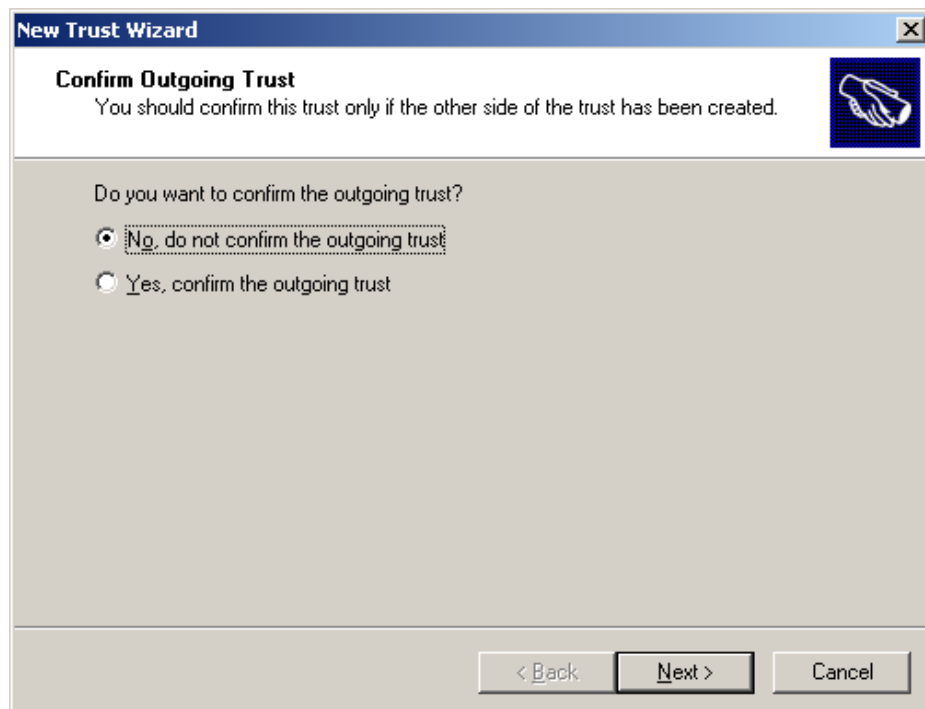 New Trust Wizard
Confirm Outgoing Trust
You should confirm this trust only if the other side of the trust has been created.
Do you want to confirm the outgoing trust?
No, do not confirm the outgoing trust
Yes, confirm the outgoing trust
< Back Next > Cancel